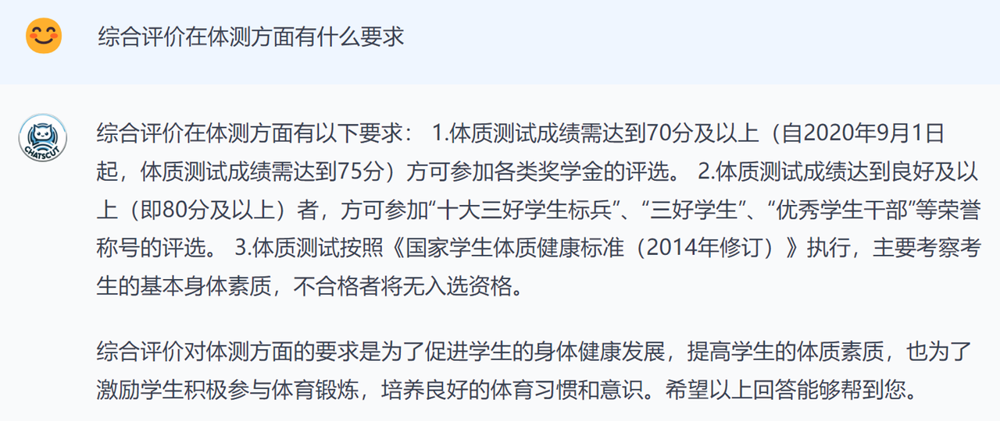 综合评价在体测方面有什么要求
综合评价在体测方面有以下要求： 1.体质测试成绩需达到70分及以上（自2020年9月1日
起，体质测试成绩需达到75分）方可参加各类奖学金的评选。 2.体质测试成绩达到良好及以
上（即80分及以上）者，方可参加“十大三好学生标兵”、“三好学生”、“优秀学生干部”等荣誉
称号的评选。 3.体质测试按照《国家学生体质健康标准（2014年修订）》执行，主要考察考
生的基本身体素质，不合格者将无入选资格。
综合评价对体测方面的要求是为了促进学生的身体健康发展，提高学生的体质素质，也为了
激励学生积极参与体育锻炼，培养良好的体育习惯和意识。希望以上回答能够帮到您。
CHATSCUT